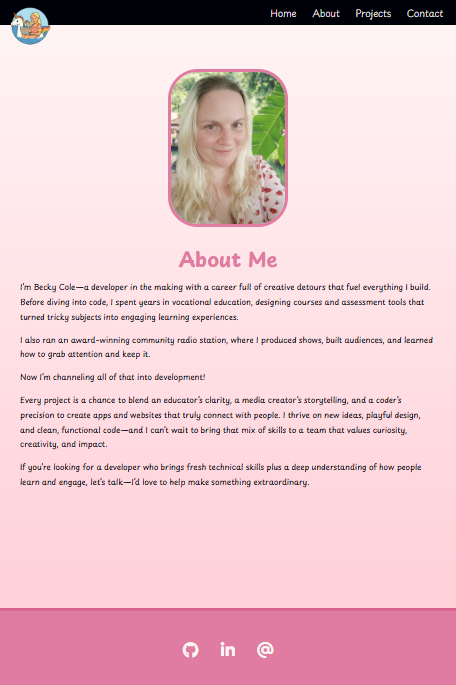 Home About Projects Contact
About Me
I'm Becky Cole—a developer in the making with a career full of creative detours that fuel everything I build.
Before diving into code, I spent years in vocational education, designing courses and assessment tools that
turned tricky subjects into engaging learning experiences.
I also ran an award-winning community radio station, where I produced shows, built audiences, and learned
how to grab attention and keep it.
Now I'm channeling all of that into development!
Every project is a chance to blend an educator's clarity, a media creator's storytelling, and a coder's
precision to create apps and websites that truly connect with people. I thrive on new ideas, playful design,
and clean, functional code—and I can't wait to bring that mix of skills to a team that values curiosity,
creativity, and impact.
If you're looking for a developer who brings fresh technical skills plus a deep understanding of how people
learn and engage, let's talk—I'd love to help make something extraordinary.
in @